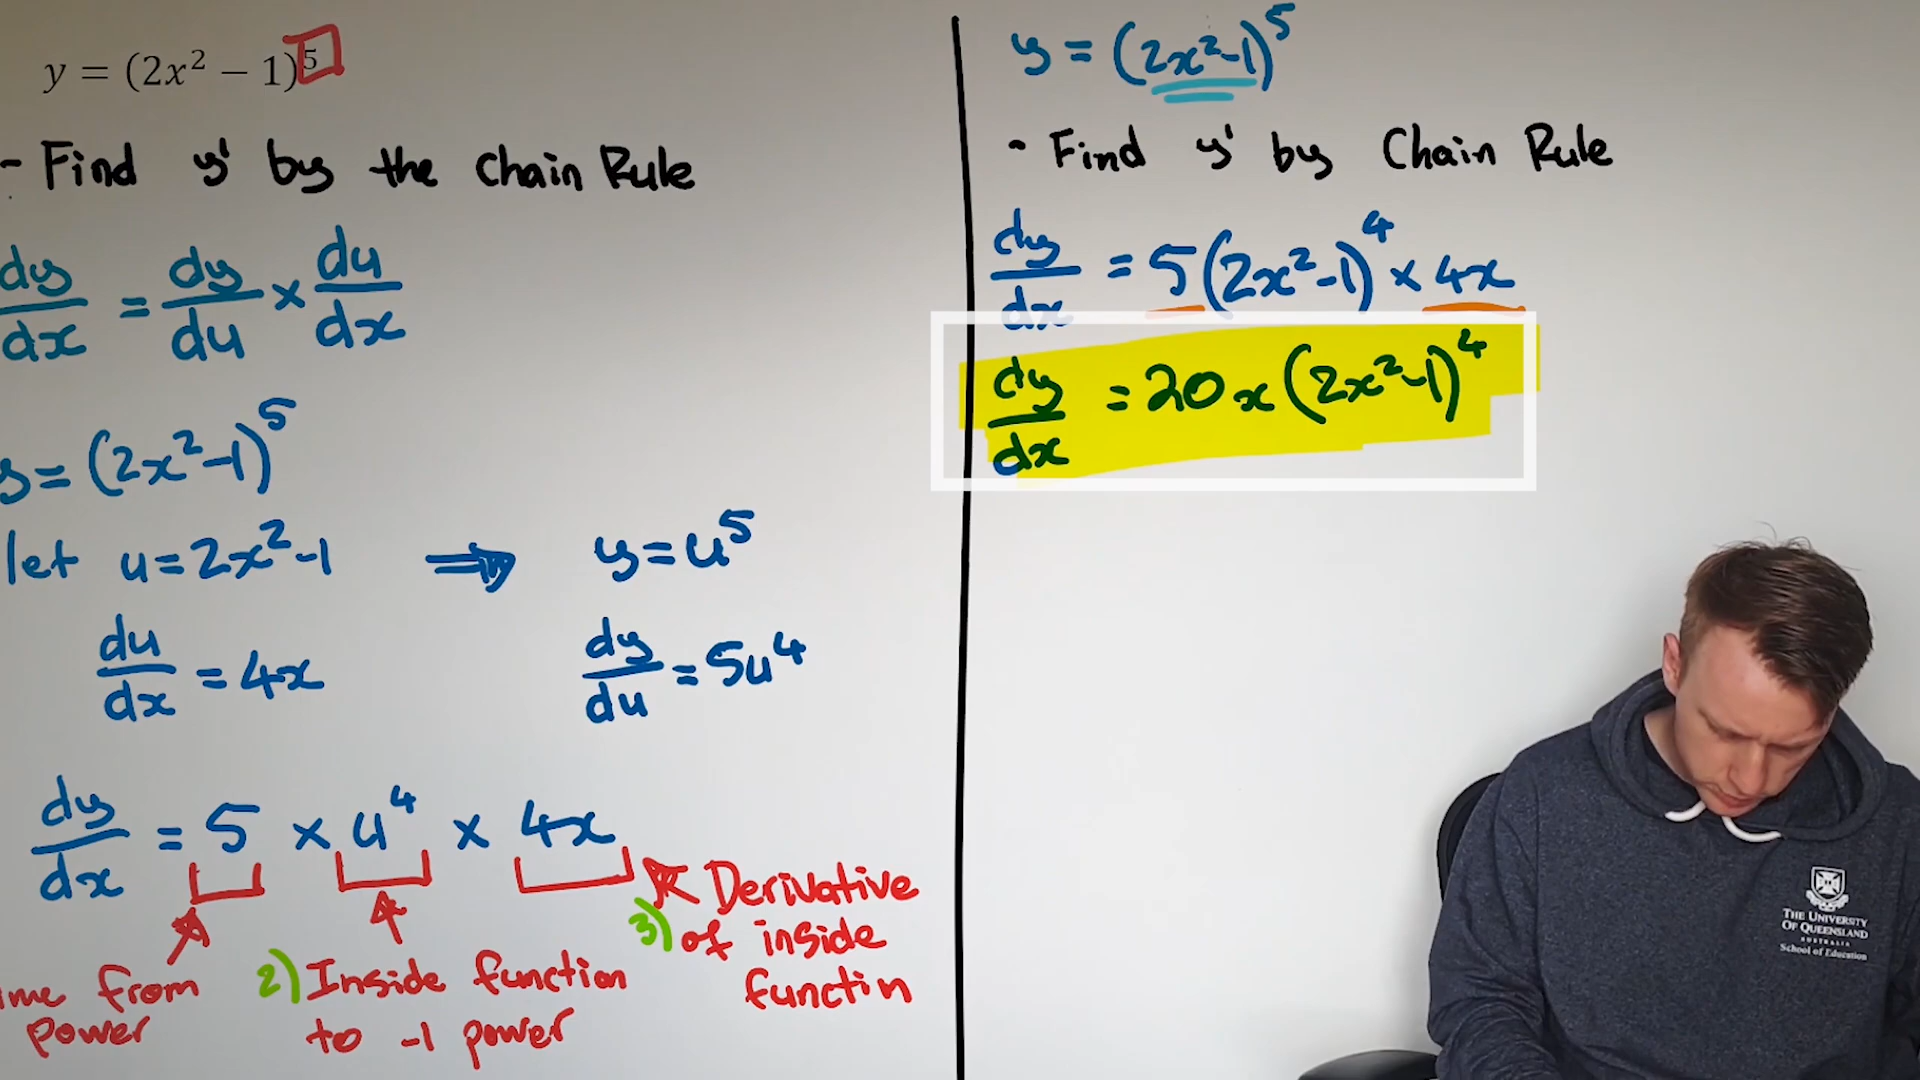 y = (2x² − 1)⁵
- Find y' by the Chain Rule
dy/dx = dy/du × du/dx
y = (2x²-1)⁵
let u = 2x²-1 ⇒ y = u⁵
du/dx = 4x
dy/du = 5u⁴
dy/dx = 5 × u⁴ × 4x
from power
2) Inside function to -1 power
3) Derivative of inside functin
y = (2x²-1)⁵
- Find y' by Chain Rule
dy/dx = 5(2x²-1)⁴ × 4x
dy/dx = 20x(2x²-1)⁴
THE UNIVERSITY
OF QUEENSLAND
AUSTRALIA
School of Education